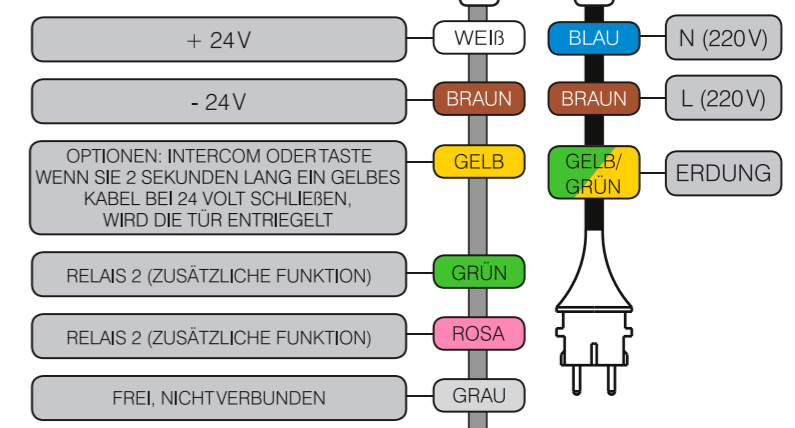 + 24V
WEIß
BLAU
N (220V)
- 24V
BRAUN
BRAUN
L (220V)
OPTIONEN: INTERCOM ODER TASTE
WENN SIE 2 SEKUNDEN LANG EIN GELBES
KABEL BEI 24 VOLT SCHLIEßEN,
WIRD DIE TÜR ENTRIEGELT
GELB
GELB/
GRÜN
ERDUNG
RELAIS 2 (ZUSÄTZLICHE FUNKTION)
GRÜN
RELAIS 2 (ZUSÄTZLICHE FUNKTION)
ROSA
FREI, NICHT VERBUNDEN
GRAU